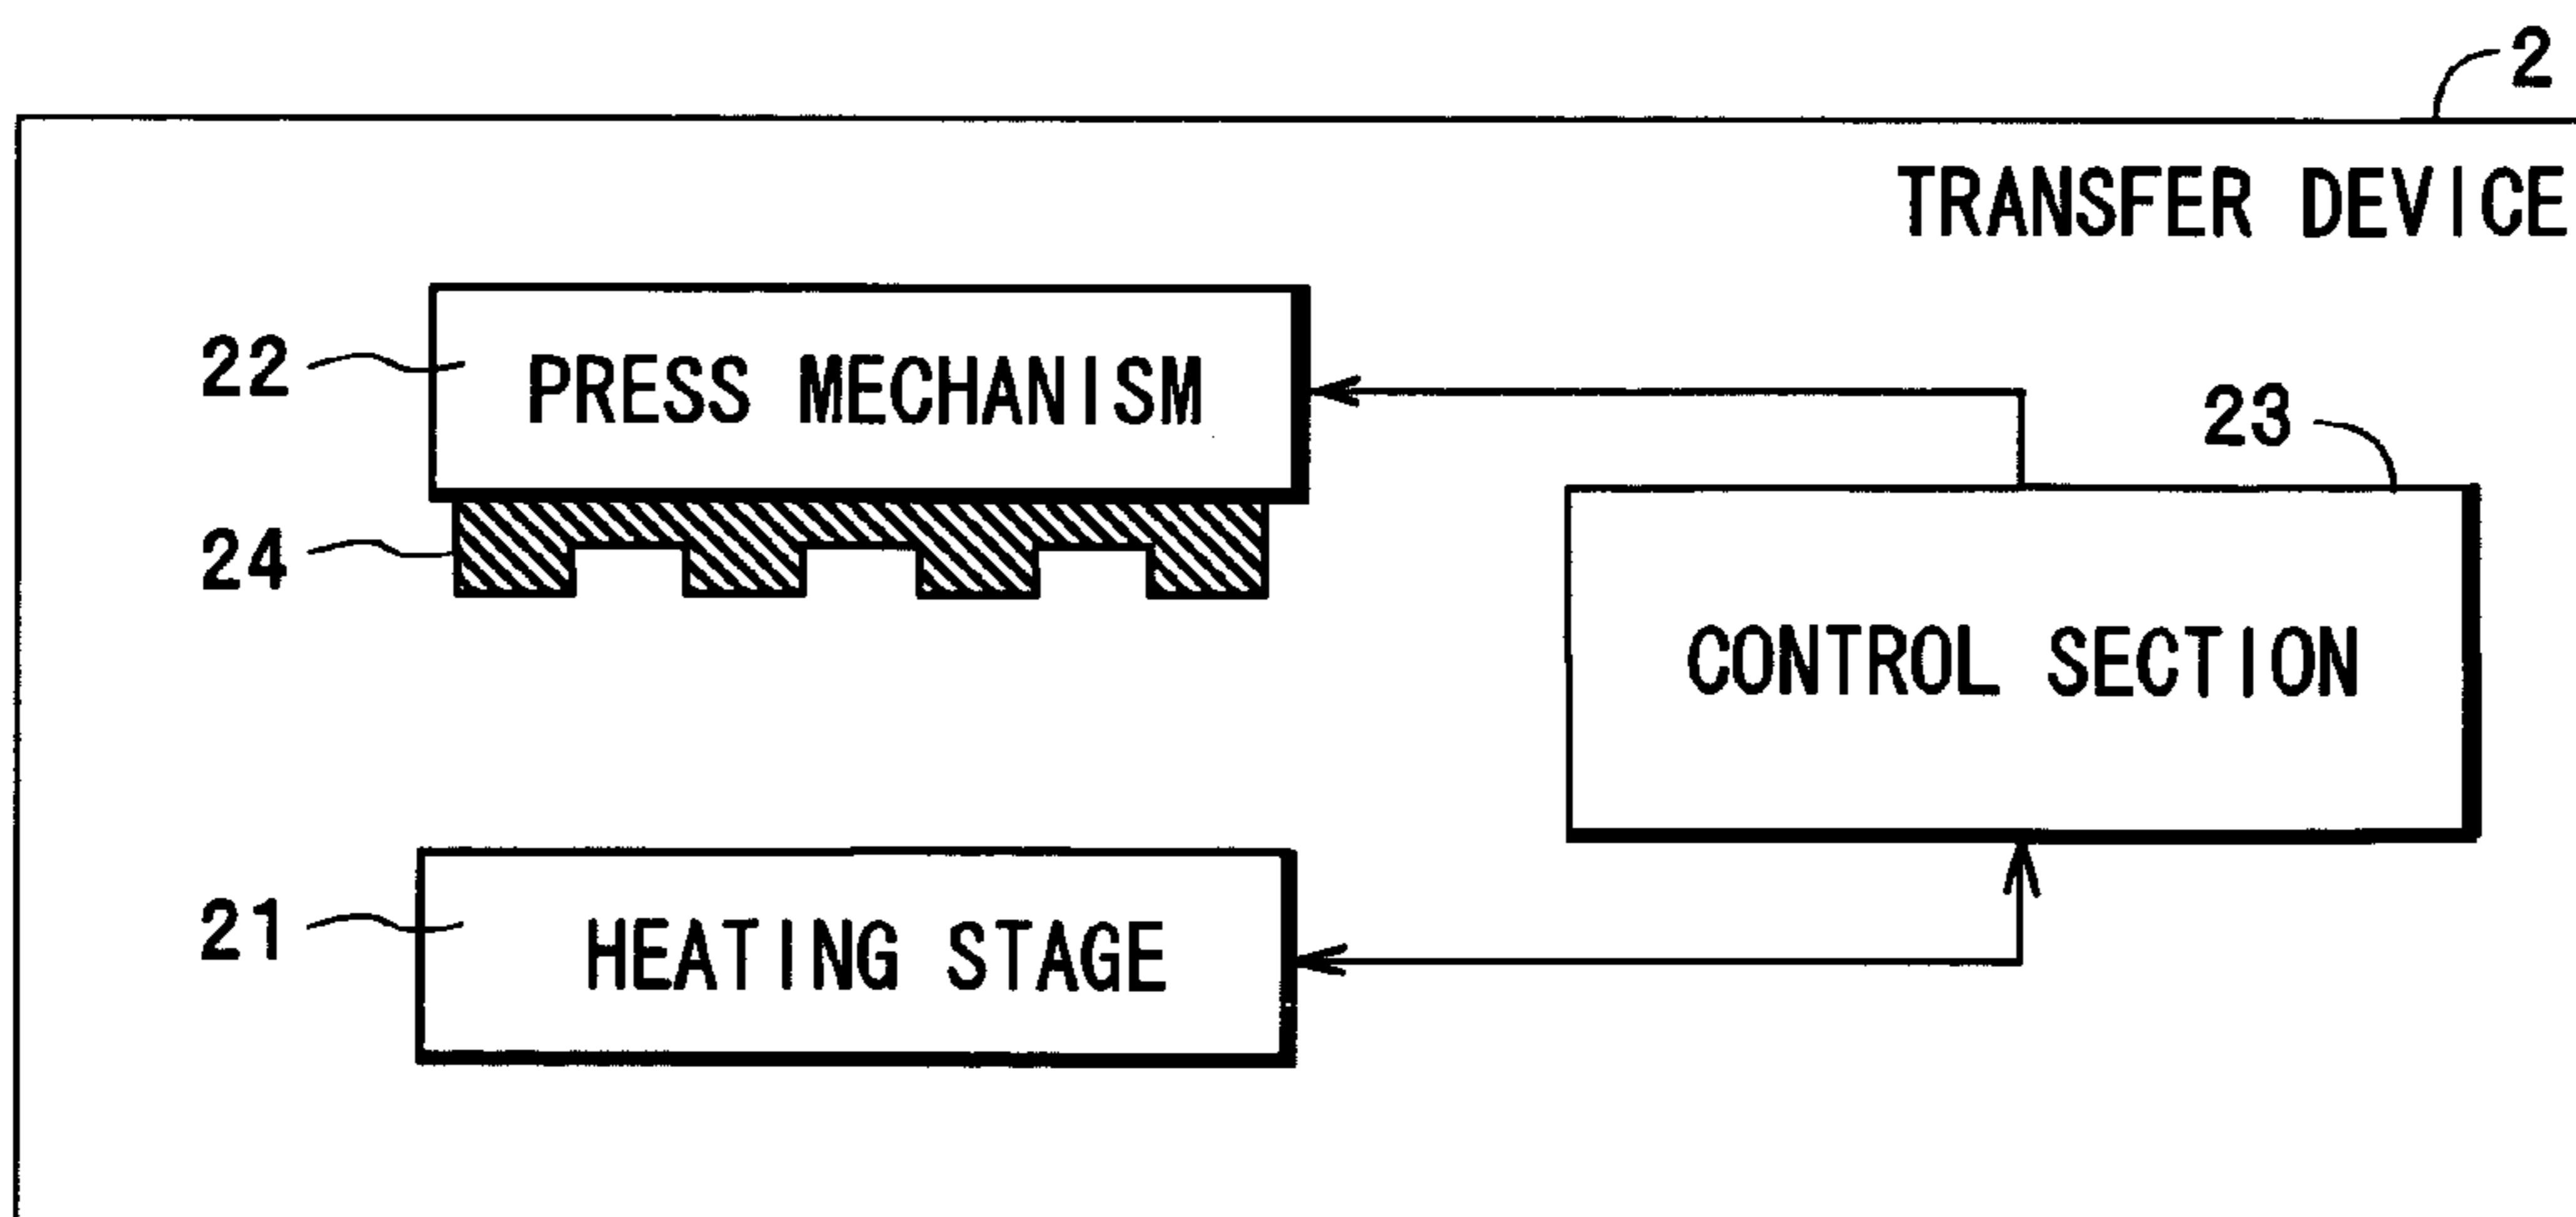 2
TRANSFER DEVICE
22
PRESS MECHANISM
23
24
CONTROL SECTION
21
HEATING STAGE